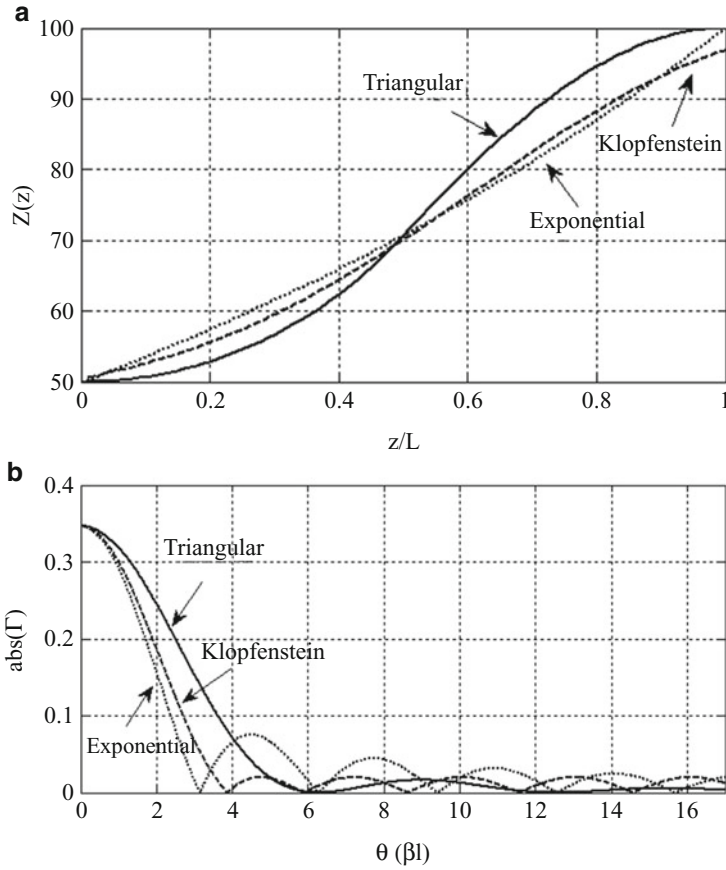 a
100
Triangular
90
Klopfenstein
80
Z(z)
Exponential
70
60
50
0
0.2
0.4
0.6
0.8
1
z/L
b
0.4
Triangular
0.3
abs(Γ)
0.2
Klopfenstein
0.1
Exponential
0
0
2
4
6
8
10
12
14
16
θ (βl)